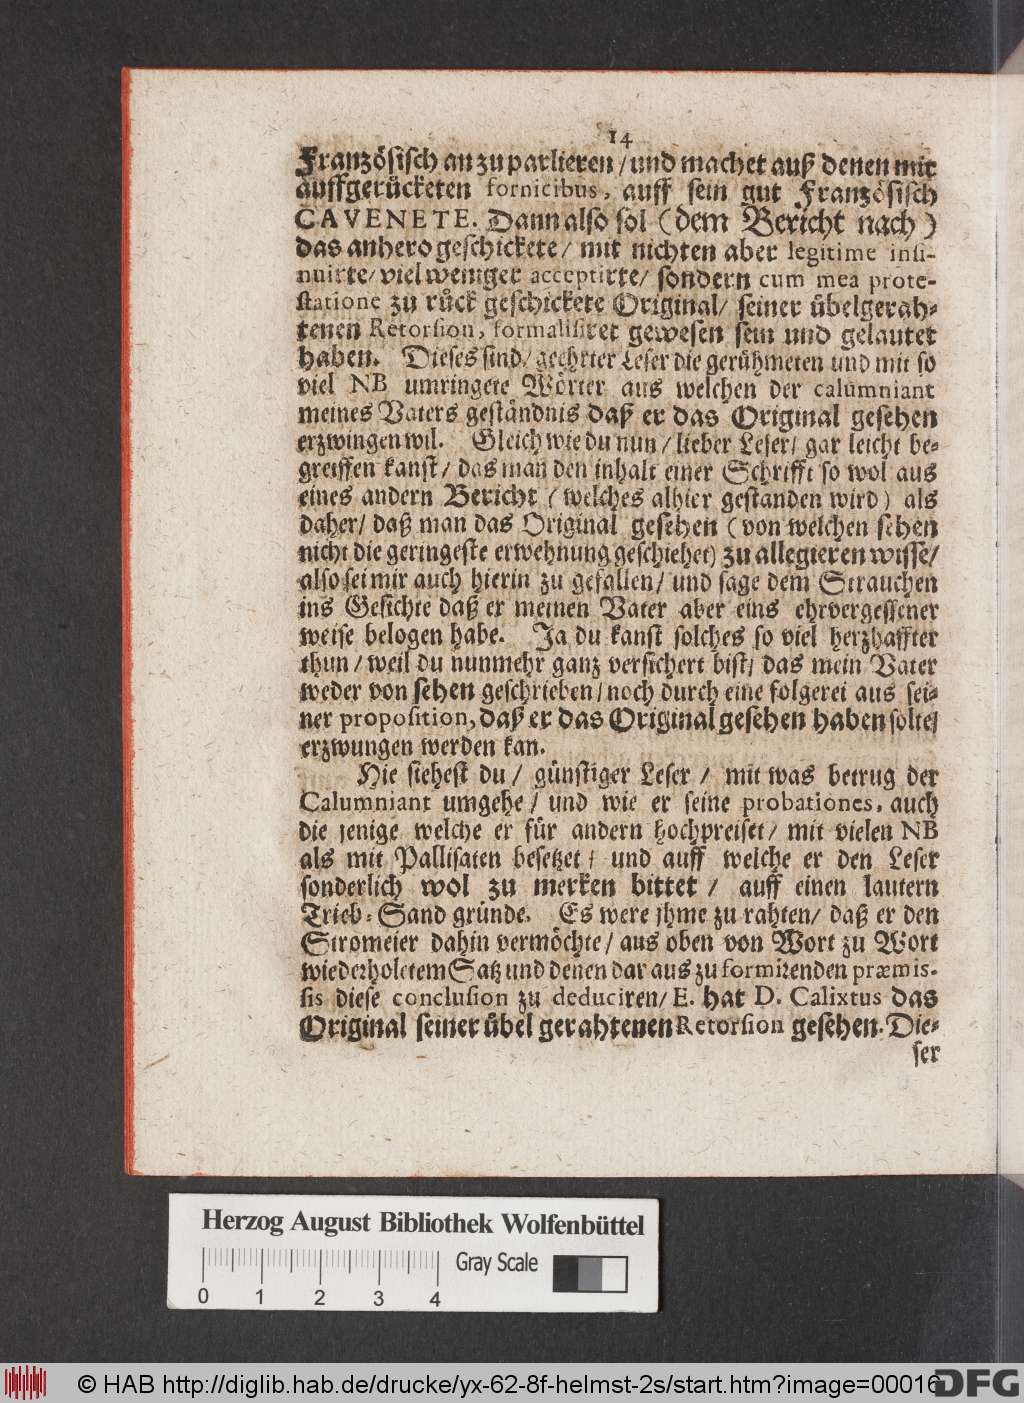 14
Französisch an zu parlieren / und machet auß denen mit
auffgerücketen fornicibus, auff sein gut Französisch
CAVENETE. Dann also sol (dem Bericht nach)
das anhero geschickete / mit nichten aber legitime insi-
nuirte / viel weniger acceptirte / sondern cum mea prote-
statione zu růck geschickete Original / seiner übelgerah-
tenen Retorsion, formalisiret gewesen sein und gelautet
haben. Dieses sind / geehrter Leser die gerühmeten und mit so
viel NB umringete Wörter aus welchen der calumniant
meines Vaters geständnis daß er das Original gesehen
erzwingen wil. Gleich wie du nun / lieber Leser / gar leicht be-
greiffen kanst / das man den inhalt einer Schrifft so wol aus
eines andern Bericht (welches alhier gestanden wird) als
daher / daß man das Original gesehen (von welchen sehen
nicht die geringeste erwehnung geschiehet) zu allegieren wisse /
also sei mir auch hierin zu gefallen / und sage dem Strauchen
ins Gesichte daß er meinen Vater aber eins ehrvergessener
weise belogen habe. Ja du kanst solches so viel herzhaffter
thun / weil du nunmehr ganz versichert bist / das mein Vater
weder von sehen geschrieben / noch durch eine folgerei aus sei-
ner proposition, daß er das Original gesehen haben solte /
erzwungen werden kan.
Hie siehest du / günstiger Leser / mit was betrug der
Calumniant umgehe / und wie er seine probationes, auch
die jenige welche er für andern hochpreiset / mit vielen NB
als mit Pallisaten besetzet / und auff welche er den Leser
sonderlich wol zu merken bittet / auff einen lautern
Trieb-Sand gründe. Es were jhme zu rahten / daß er den
Stromeier dahin vermöchte / aus oben von Wort zu Wort
wiederholetem Satz und denen dar aus zu formirenden præmis-
sis diese conclusion zu deduciren / E. hat D. Calixtus das
Original seiner übel gerahtenen Retorsion gesehen. Die-
ser
Herzog August Bibliothek Wolfenbüttel
Gray Scale
0 1 2 3 4
© HAB http://diglib.hab.de/drucke/yx-62-8f-helmst-2s/start.htm?image=00016
DFG